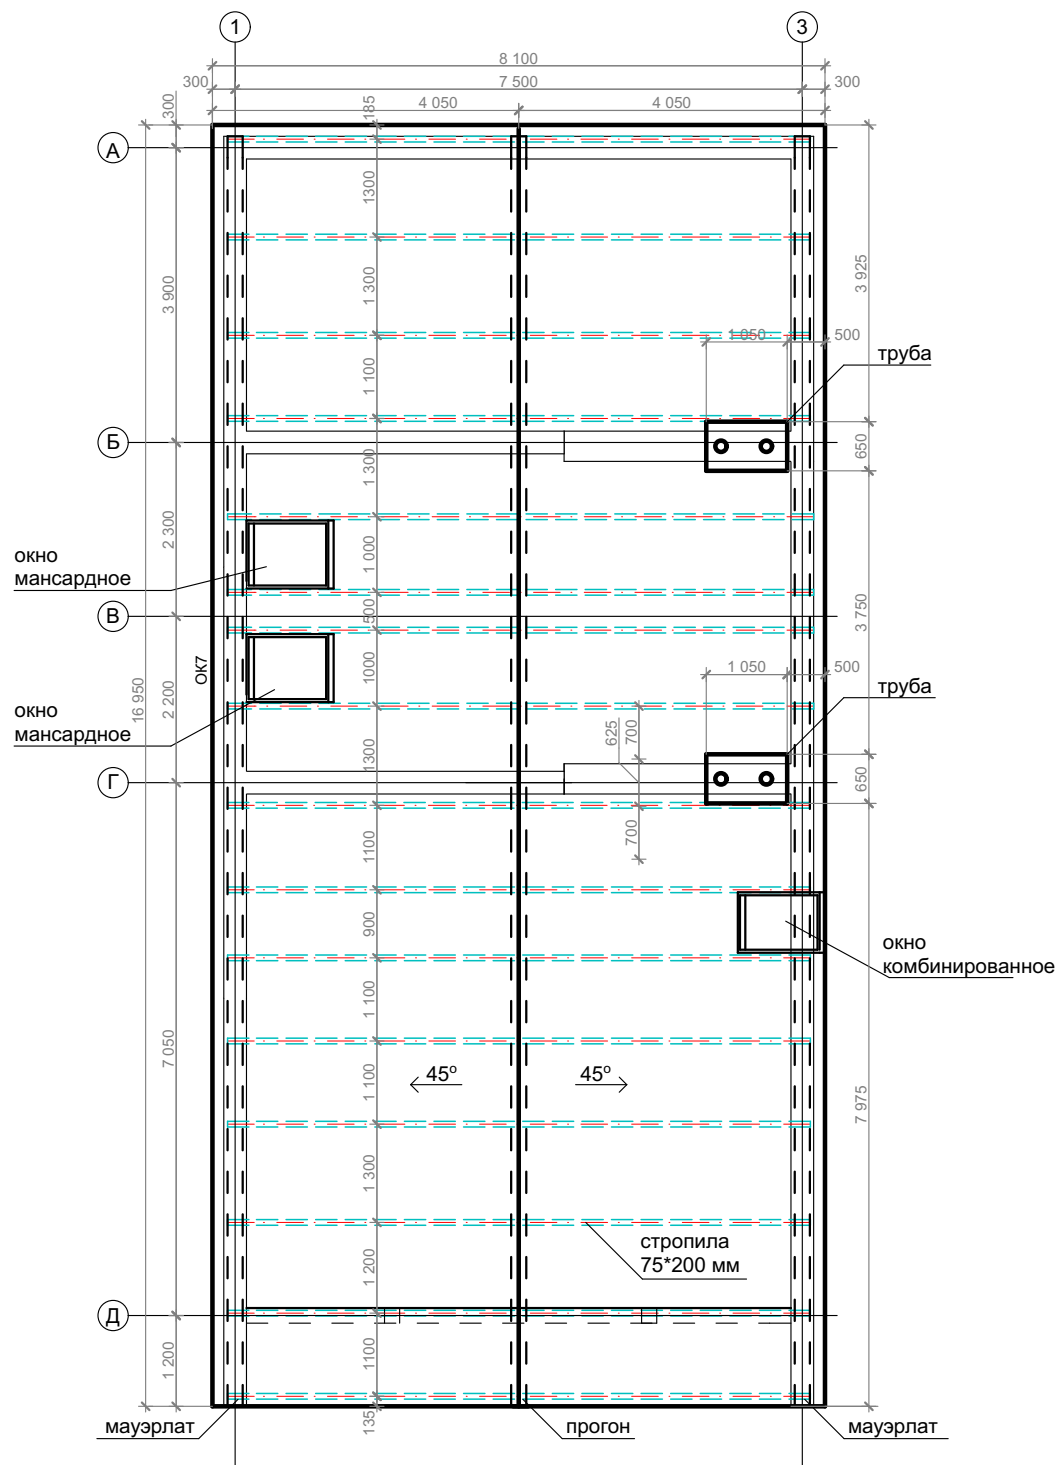 1
3
8 100
300
7 500
300
4 050
4 050
300
185
А
1300
3 900
1 300
3 925
1 050
500
труба
1 100
Б
650
1 300
2 300
окно
мансардное
1 000
В
500
3 750
ОК7
1000
16 950
2 200
1 050
500
труба
окно
мансардное
625
700
1300
Г
650
700
1100
900
окно
комбинированное
1 100
7 050
45°
45°
1 100
7 975
1 300
стропила
75*200 мм
1 200
Д
1 200
1100
135
мауэрлат
прогон
мауэрлат